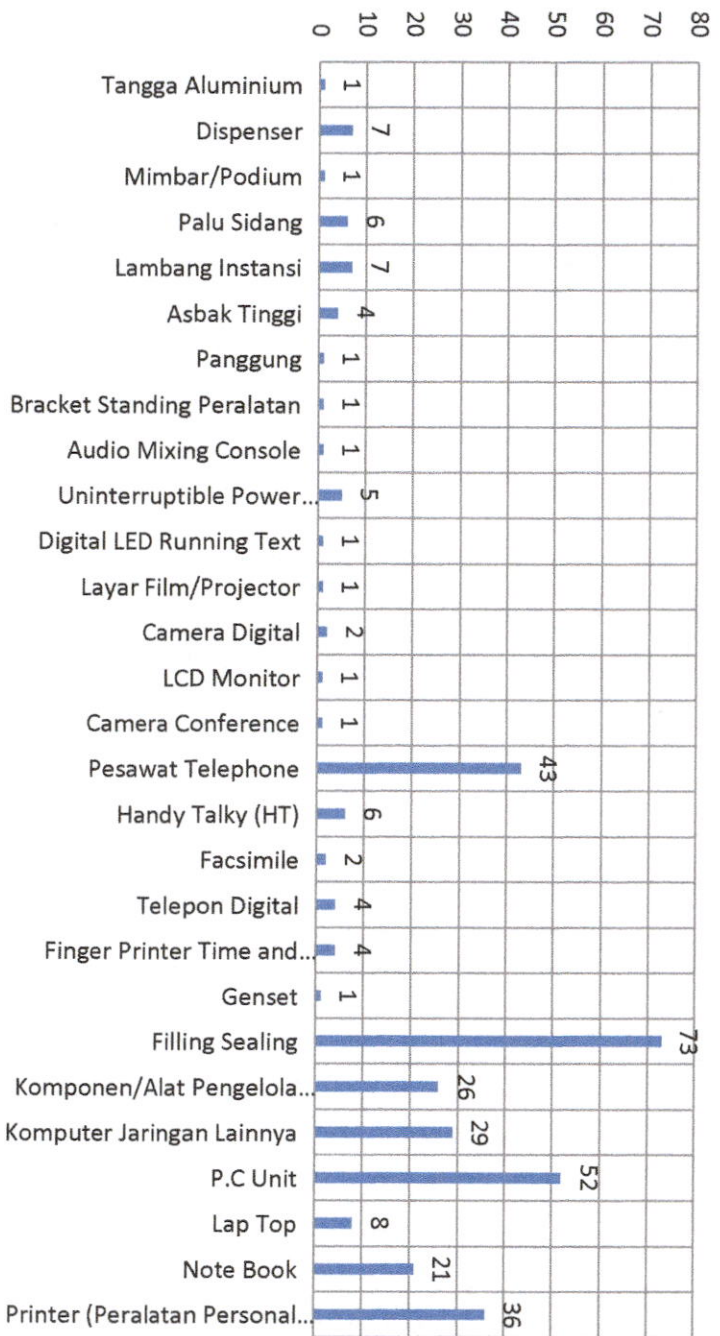 0
10
20
30
40
50
60
70
80
Tangga Aluminium
1
Dispenser
7
Mimbar/Podium
1
Palu Sidang
6
Lambang Instansi
7
Asbak Tinggi
4
Panggung
1
Bracket Standing Peralatan
1
Audio Mixing Console
1
Uninterruptible Power...
5
Digital LED Running Text
1
Layar Film/Projector
1
Camera Digital
2
LCD Monitor
1
Camera Conference
1
Pesawat Telephone
43
Handy Talky (HT)
6
Facsimile
2
Telepon Digital
4
Finger Printer Time and...
4
Genset
1
Filling Sealing
73
Komponen/Alat Pengelola...
26
Komputer Jaringan Lainnya
29
P.C Unit
52
Lap Top
8
Note Book
21
Printer (Peralatan Personal...
36